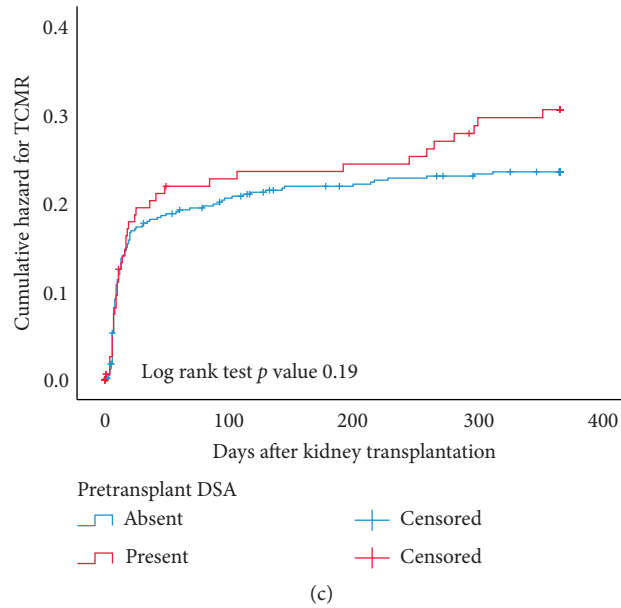 0.4
0.3
0.2
0.1
0.0
Cumulative hazard for TCMR
Log rank test p value 0.19
0
100
200
300
400
Days after kidney transplantation
Pretransplant DSA
Absent
Censored
Present
Censored
(c)